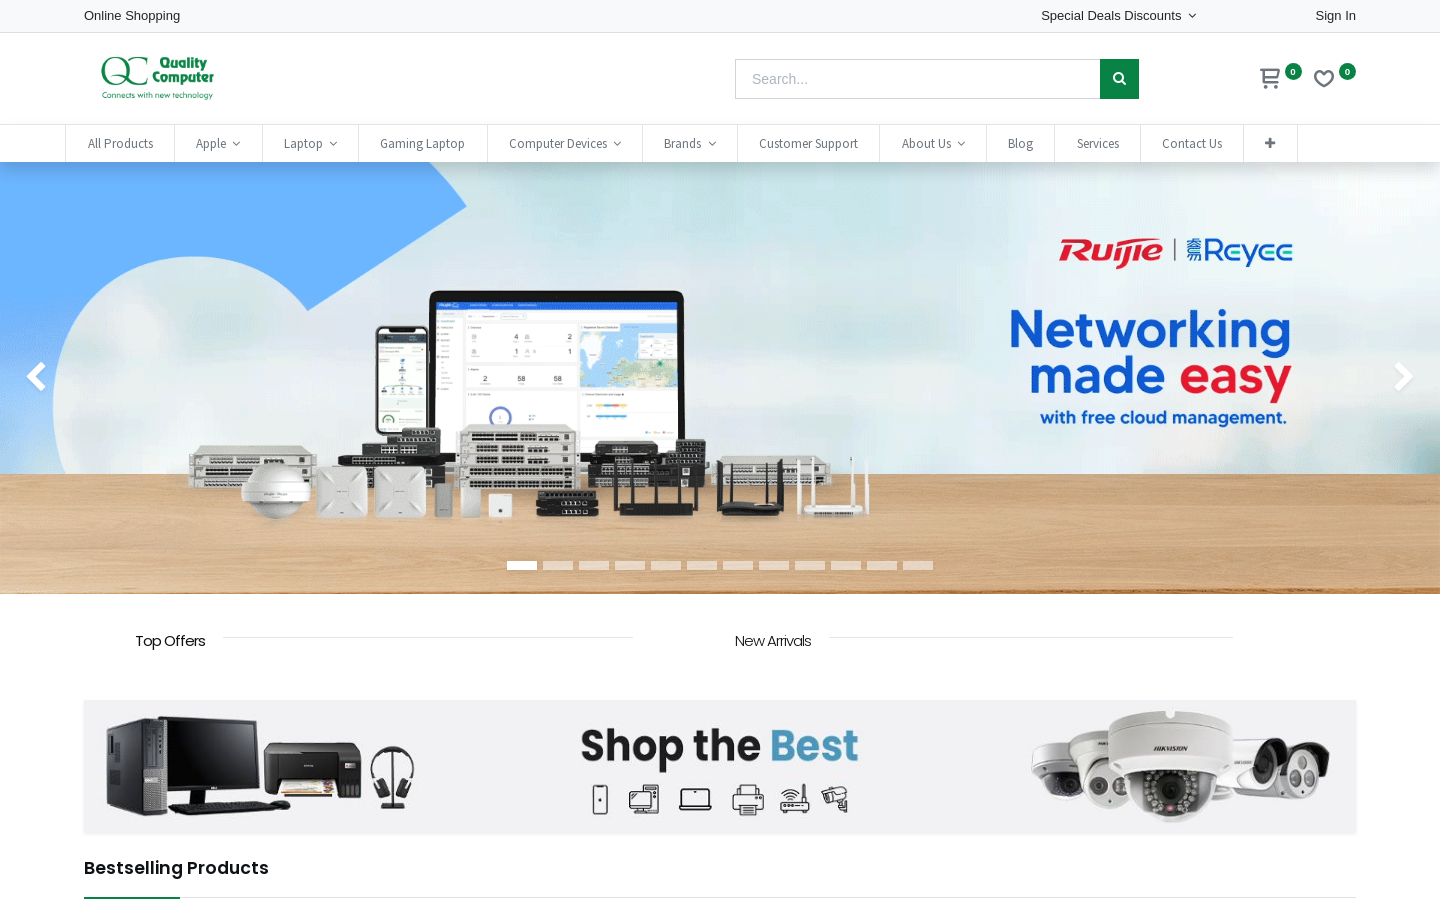 Online Shopping
Special Deals Discounts
Sign In
QC Quality Computer
Connects with new technology
Search...
0
0
All Products
Apple
Laptop
Gaming Laptop
Computer Devices
Brands
Customer Support
About Us
Blog
Services
Contact Us
Ruijie | 睿易 Reyee
Networking
made easy
with free cloud management.
Top Offers
New Arrivals
Shop the Best
HIKVISION
Bestselling Products